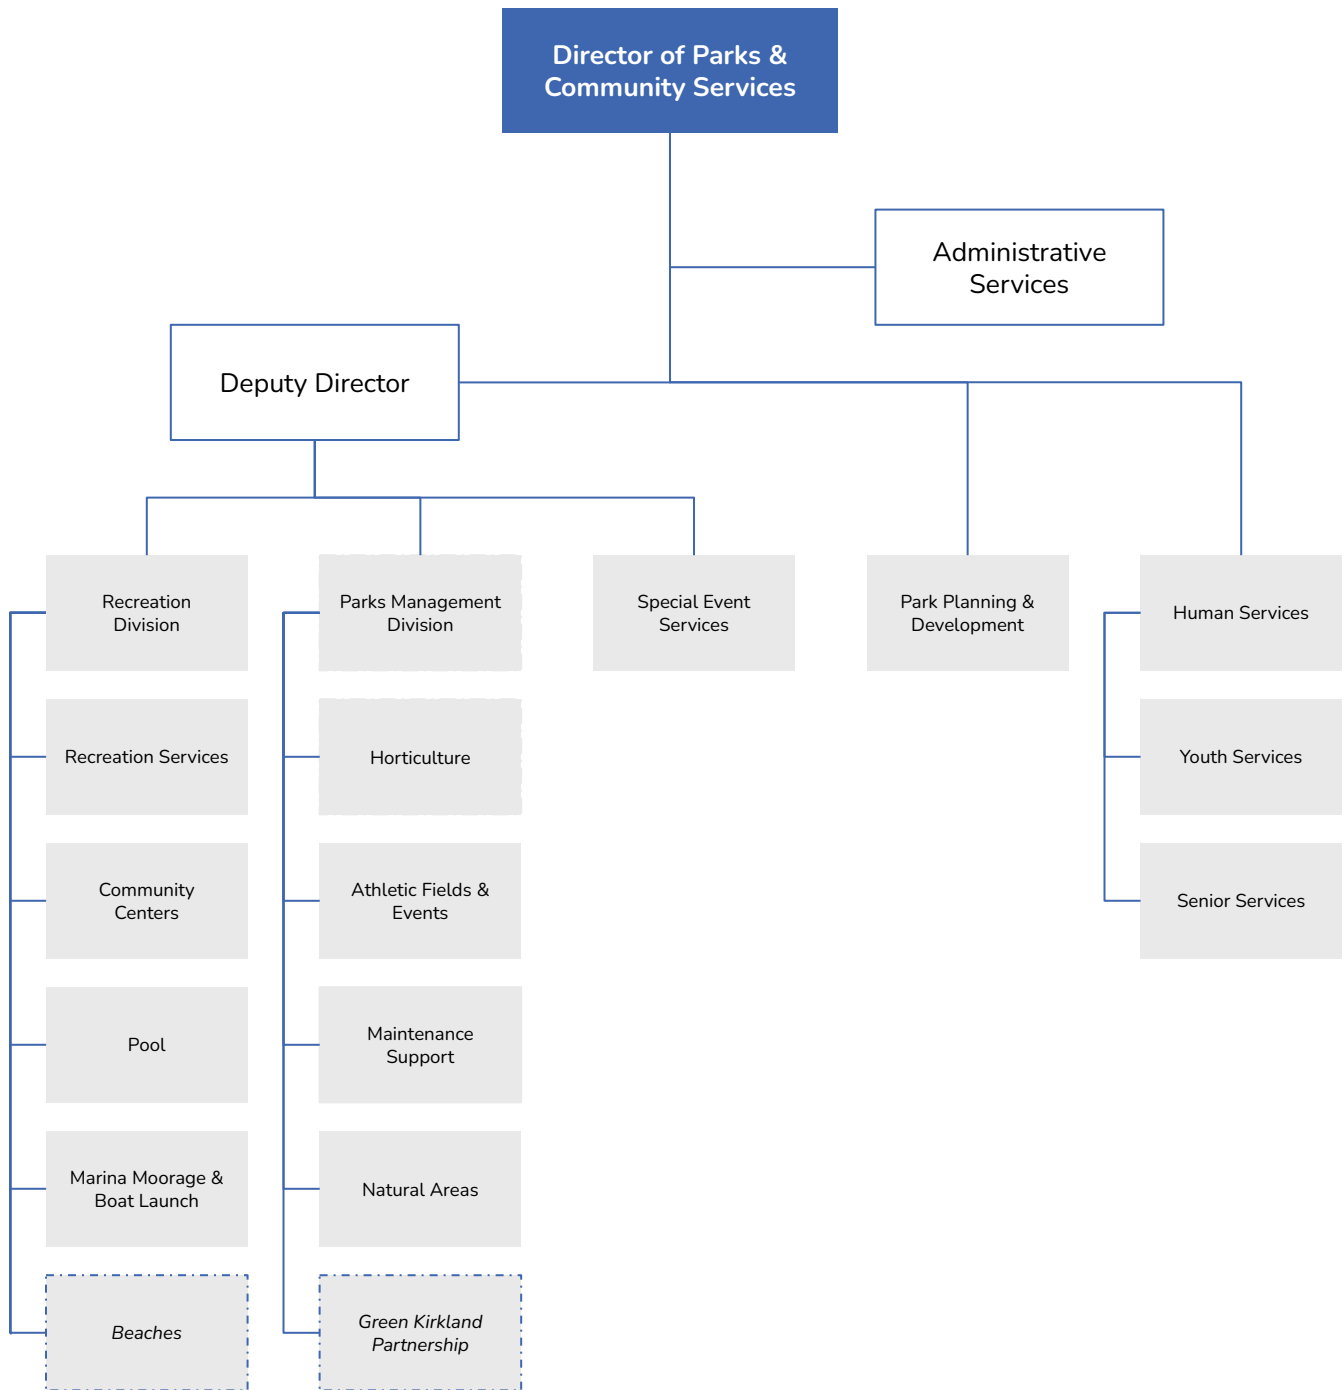 Director of Parks &
Community Services
Administrative
Services
Deputy Director
Recreation
Division
Parks Management
Division
Special Event
Services
Park Planning &
Development
Human Services
Recreation Services
Horticulture
Youth Services
Community
Centers
Athletic Fields &
Events
Senior Services
Pool
Maintenance
Support
Marina Moorage &
Boat Launch
Natural Areas
Beaches
Green Kirkland
Partnership